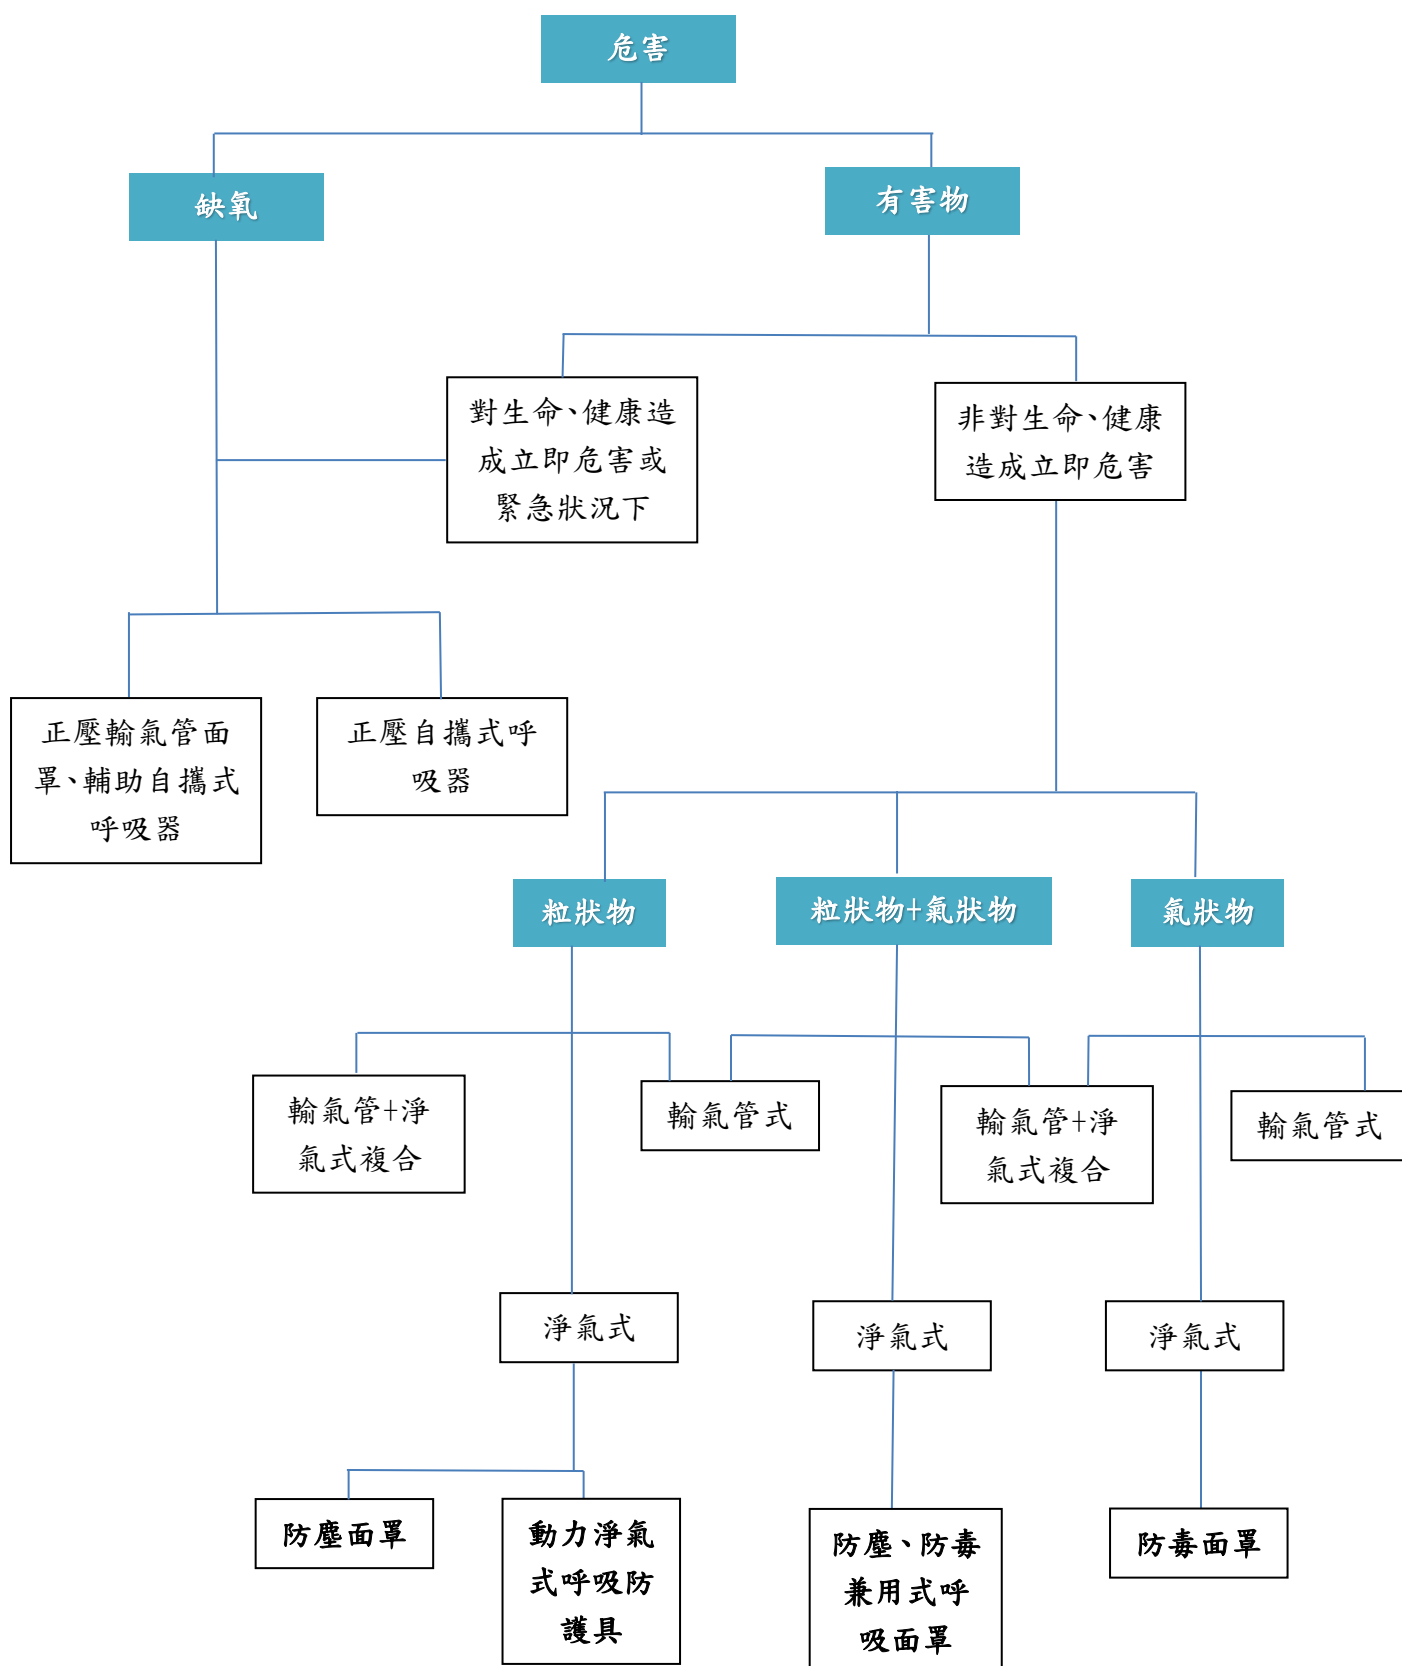 危害
缺氧
有害物
對生命、健康造
成立即危害或
緊急狀況下
非對生命、健康
造成立即危害
正壓輸氣管面
罩、輔助自攜式
呼吸器
正壓自攜式呼
吸器
粒狀物
粒狀物+氣狀物
氣狀物
輸氣管+淨
氣式複合
輸氣管式
輸氣管+淨
氣式複合
輸氣管式
淨氣式
淨氣式
淨氣式
防塵面罩
動力淨氣
式呼吸防
護具
防塵、防毒
兼用式呼
吸面罩
防毒面罩